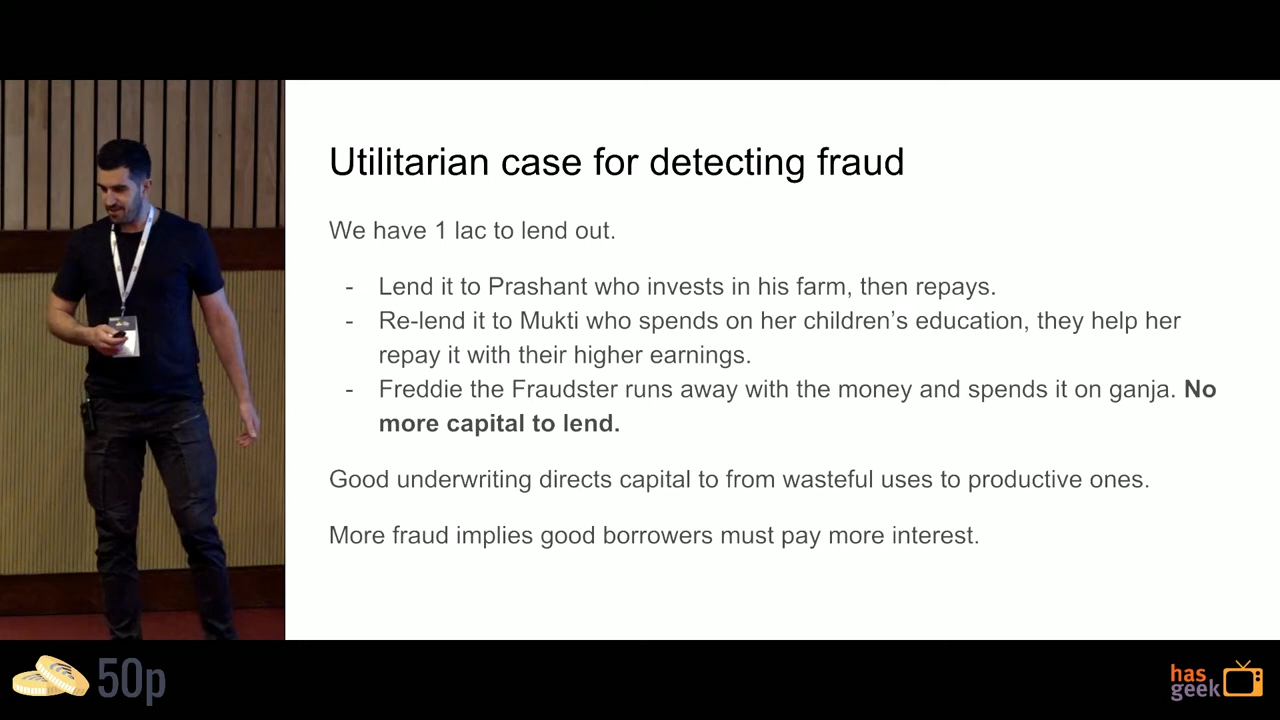 Utilitarian case for detecting fraud
We have 1 lac to lend out.
- Lend it to Prashant who invests in his farm, then repays.
- Re-lend it to Mukti who spends on her children’s education, they help her
repay it with their higher earnings.
- Freddie the Fraudster runs away with the money and spends it on ganja. No
more capital to lend.
Good underwriting directs capital to from wasteful uses to productive ones.
More fraud implies good borrowers must pay more interest.
50p
has
geek